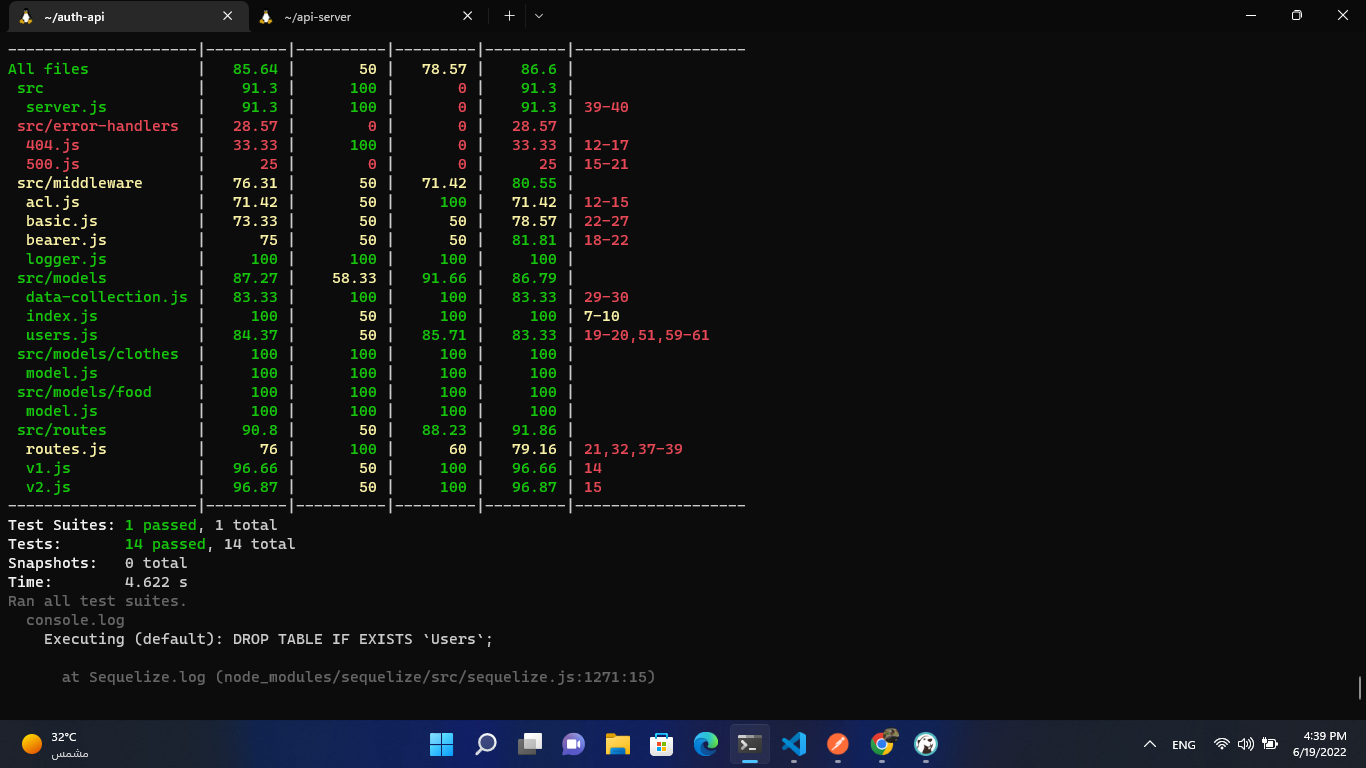 ~/auth-api
~/api-server
--------------------|---------|----------|---------|---------|-------------------
All files | 85.64 | 50 | 78.57 | 86.6 |
src | 91.3 | 100 | 0 | 91.3 |
server.js | 91.3 | 100 | 0 | 91.3 | 39-40
src/error-handlers | 28.57 | 0 | 0 | 28.57 |
404.js | 33.33 | 100 | 0 | 33.33 | 12-17
500.js | 25 | 0 | 0 | 25 | 15-21
src/middleware | 76.31 | 50 | 71.42 | 80.55 |
acl.js | 71.42 | 50 | 100 | 71.42 | 12-15
basic.js | 73.33 | 50 | 50 | 78.57 | 22-27
bearer.js | 75 | 50 | 50 | 81.81 | 18-22
logger.js | 100 | 100 | 100 | 100 |
src/models | 87.27 | 58.33 | 91.66 | 86.79 |
data-collection.js | 83.33 | 100 | 100 | 83.33 | 29-30
index.js | 100 | 50 | 100 | 100 | 7-10
users.js | 84.37 | 50 | 85.71 | 83.33 | 19-20,51,59-61
src/models/clothes | 100 | 100 | 100 | 100 |
model.js | 100 | 100 | 100 | 100 |
src/models/food | 100 | 100 | 100 | 100 |
model.js | 100 | 100 | 100 | 100 |
src/routes | 90.8 | 50 | 88.23 | 91.86 |
routes.js | 76 | 100 | 60 | 79.16 | 21,32,37-39
v1.js | 96.66 | 50 | 100 | 96.66 | 14
v2.js | 96.87 | 50 | 100 | 96.87 | 15
--------------------|---------|----------|---------|---------|-------------------
Test Suites: 1 passed, 1 total
Tests: 14 passed, 14 total
Snapshots: 0 total
Time: 4.622 s
Ran all test suites.
console.log
Executing (default): DROP TABLE IF EXISTS `Users`;
at Sequelize.log (node_modules/sequelize/src/sequelize.js:1271:15)
32°C
مشمس
ENG
4:39 PM
6/19/2022